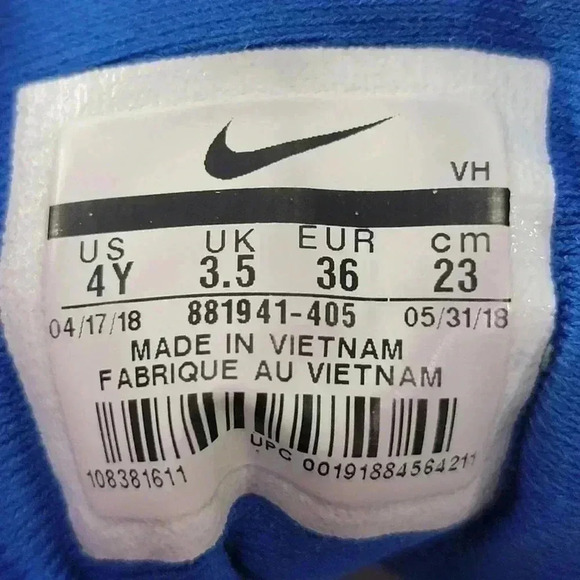 VH
US UK EUR cm
4Y 3.5 36 23
04/17/18 881941-405 05/31/18
MADE IN VIETNAM
FABRIQUE AU VIETNAM
108381611 UPC 00191884564211